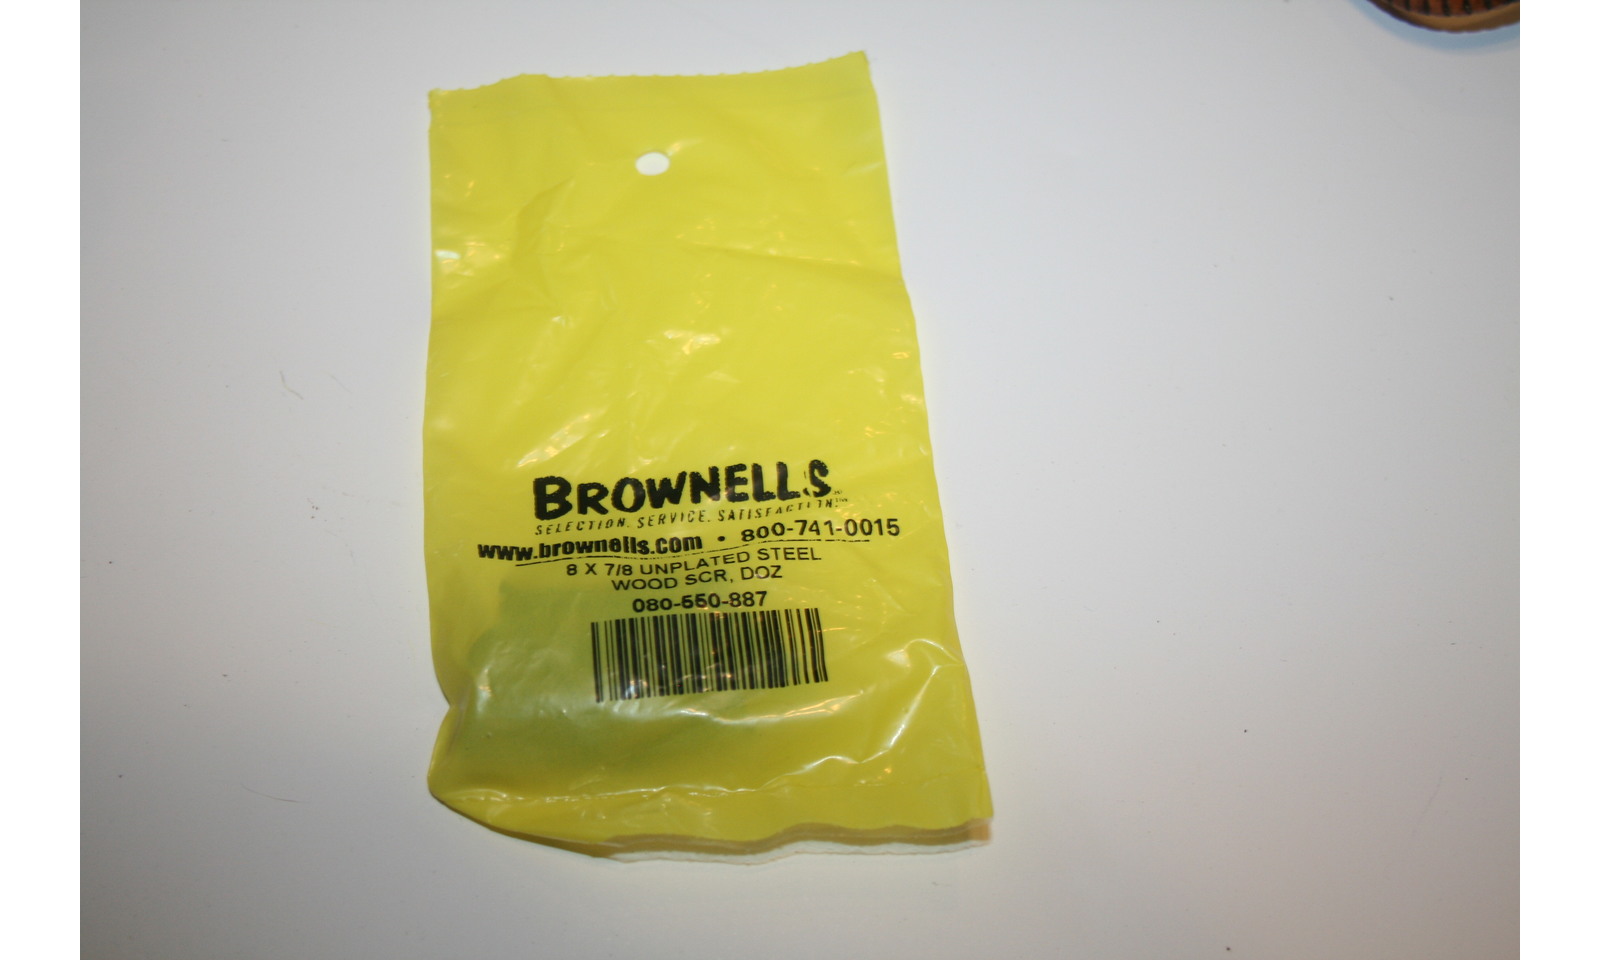 BROWNELLS
SELECTION. SERVICE. SATISFACTION.
www.brownells.com • 800-741-0015
8 X 7/8 UNPLATED STEEL
WOOD SCR, DOZ
080-650-887